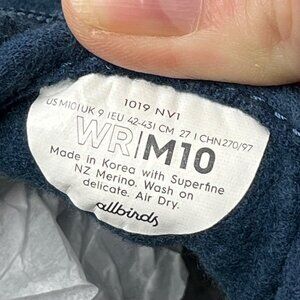 1019 NV1
US M10 | UK 9 | EU 42-43 | CM 27 | CHN 270/97
WR|M10
Made in Korea with Superfine
NZ Merino. Wash on
delicate. Air Dry.
allbirds